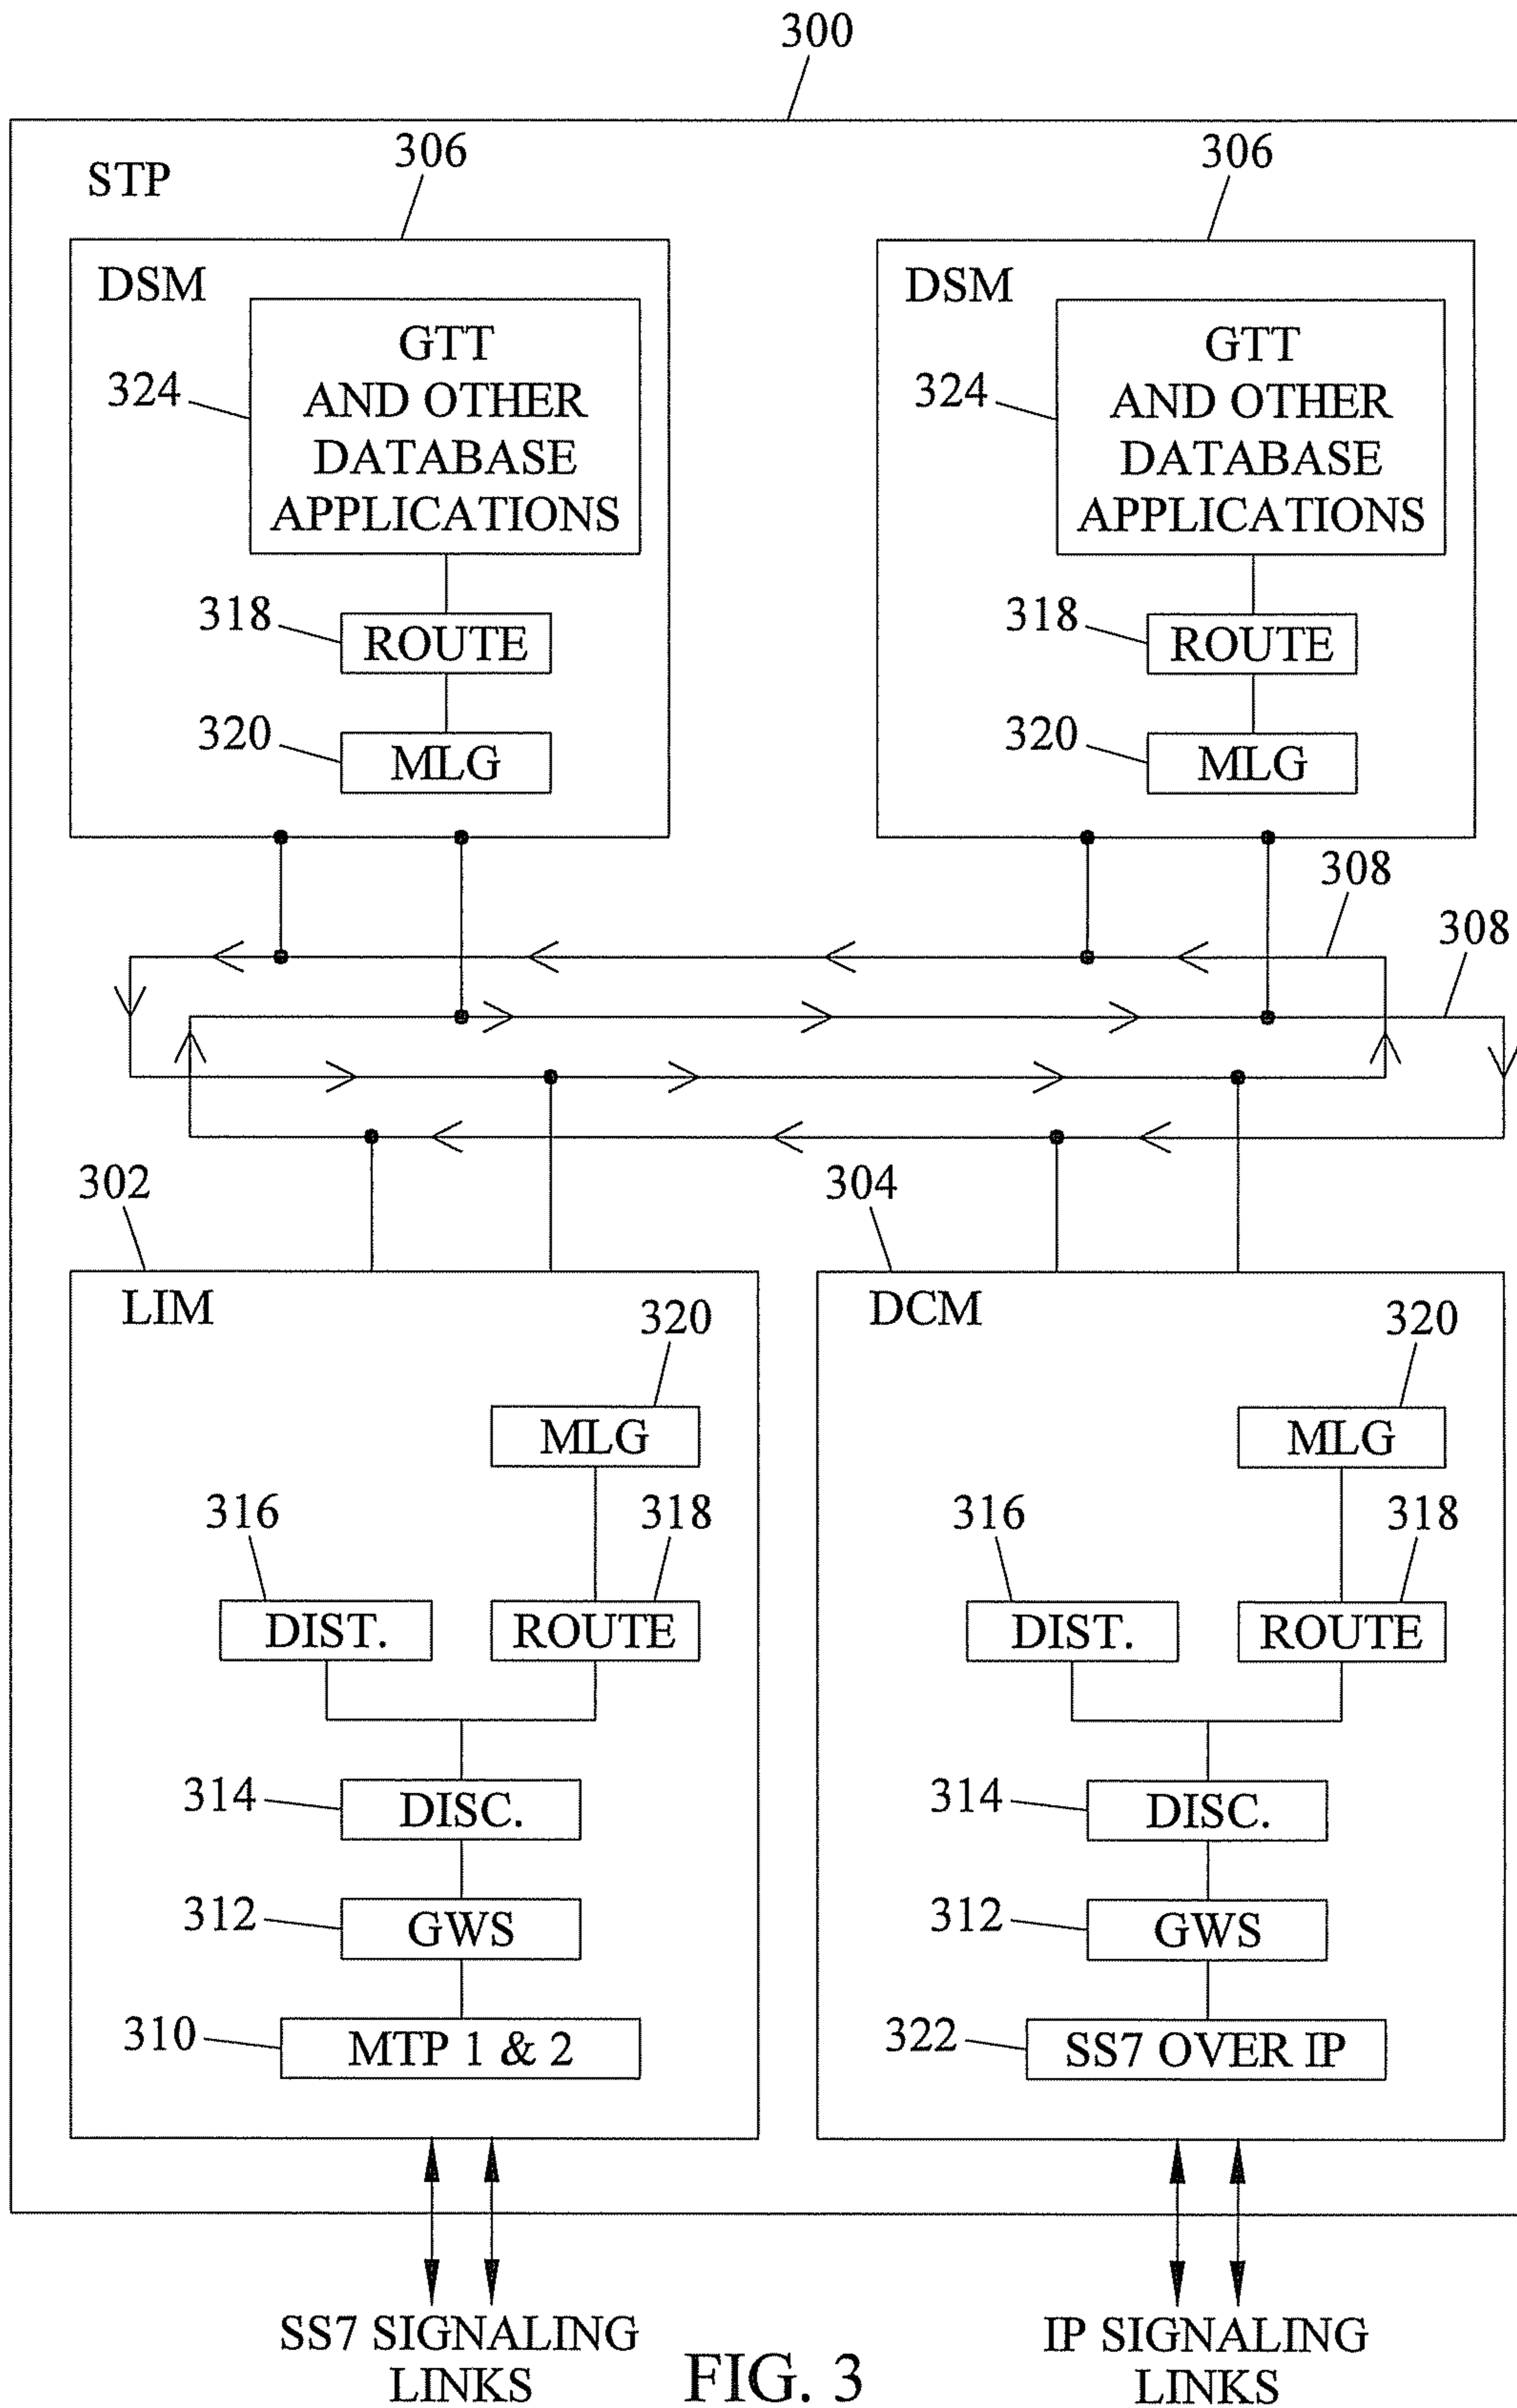 300
STP
306
306
DSM
GTT
AND OTHER
DATABASE
APPLICATIONS
324
318
ROUTE
320
MLG
DSM
GTT
AND OTHER
DATABASE
APPLICATIONS
324
318
ROUTE
320
MLG
308
308
302
LIM
320
MLG
316
318
DIST.
ROUTE
314
DISC.
312
GWS
310
MTP 1 & 2
304
DCM
320
MLG
316
318
DIST.
ROUTE
314
DISC.
312
GWS
322
SS7 OVER IP
SS7 SIGNALING
LINKS
IP SIGNALING
LINKS
FIG. 3